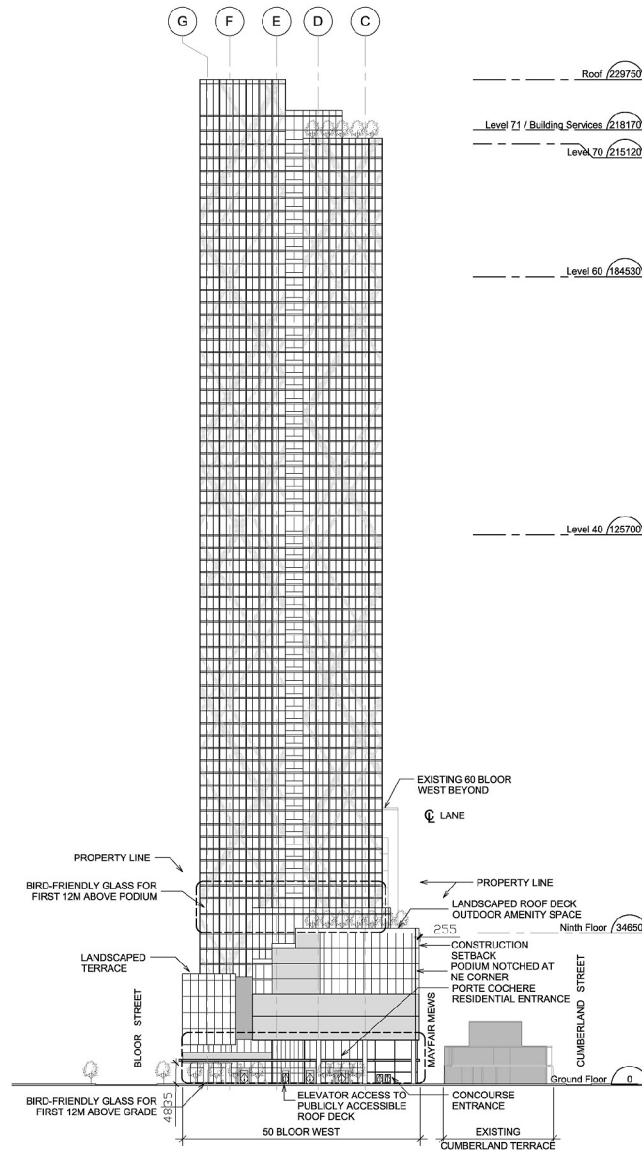 G F E D C
Roof 229750
Level 71 / Building Services 218170
Level 70 215120
Level 60 184530
Level 40 125700
EXISTING 60 BLOOR
WEST BEYOND
℄ LANE
PROPERTY LINE
PROPERTY LINE
BIRD-FRIENDLY GLASS FOR
FIRST 12M ABOVE PODIUM
LANDSCAPED ROOF DECK
OUTDOOR AMENITY SPACE
Ninth Floor 34650
255
CONSTRUCTION
SETBACK
LANDSCAPED
TERRACE
PODIUM NOTCHED AT
NE CORNER
PORTE COCHERE
RESIDENTIAL ENTRANCE
BLOOR STREET
MAYFAIR MEWS
CUMBERLAND STREET
Ground Floor 0
BIRD-FRIENDLY GLASS FOR
FIRST 12M ABOVE GRADE
4835
ELEVATOR ACCESS TO
PUBLICLY ACCESSIBLE
ROOF DECK
CONCOURSE
ENTRANCE
50 BLOOR WEST
EXISTING
CUMBERLAND TERRACE